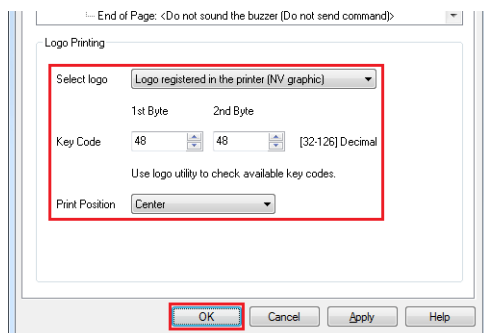 End of Page: <Do not sound the buzzer (Do not send command)>
Logo Printing
Select logo Logo registered in the printer (NV graphic)
1st Byte 2nd Byte
Key Code 48 48 [32-126] Decimal
Use logo utility to check available key codes.
Print Position Center
OK Cancel Apply Help